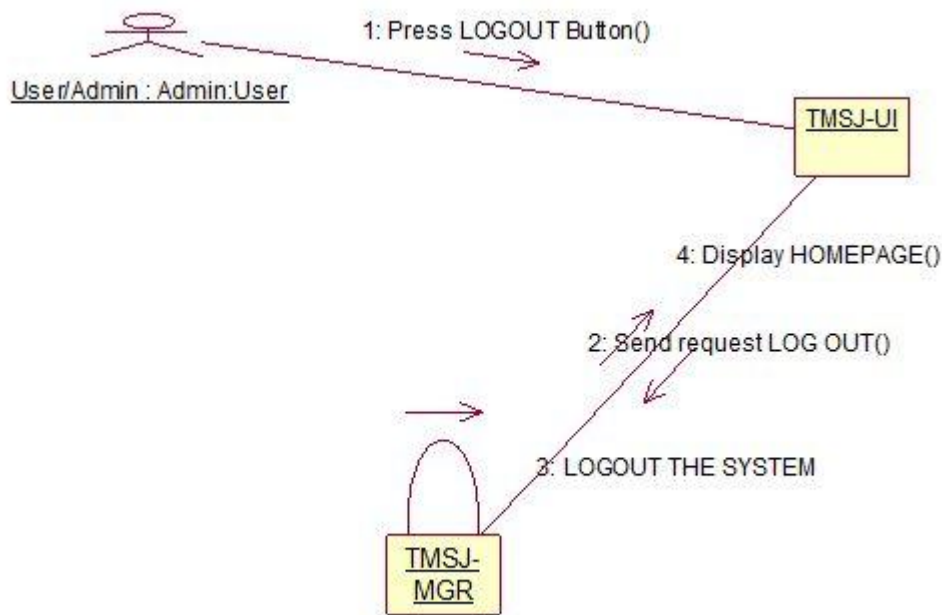 1: Press LOGOUT Button()
User/Admin : Admin:User
TMSJ-UI
4: Display HOMEPAGE()
2: Send request LOG OUT()
3: LOGOUT THE SYSTEM
TMSJ-
MGR